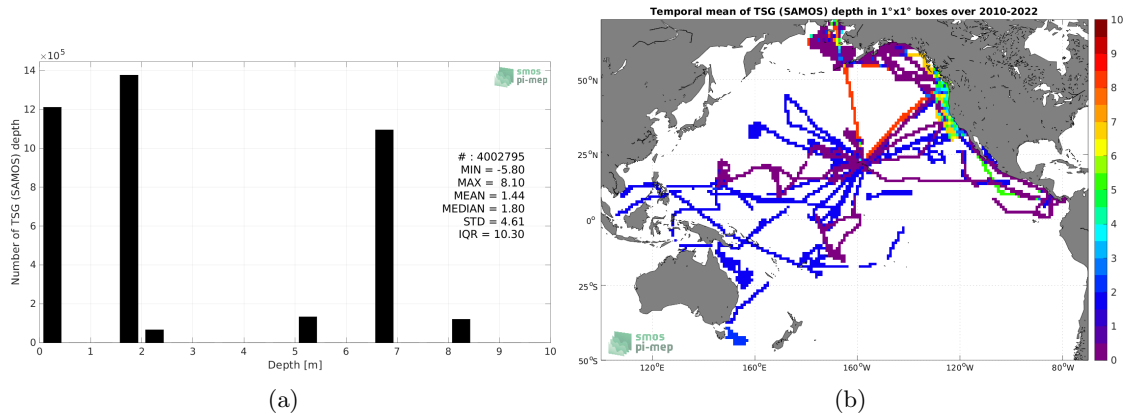 ×10⁵
14
12
10
8
6
4
2
0
Number of TSG (SAMOS) depth
0 1 2 3 4 5 6 7 8 9 10
Depth [m]
smos
pi-mep
# : 4002795
MIN = -5.80
MAX = 8.10
MEAN = 1.44
MEDIAN = 1.80
STD = 4.61
IQR = 10.30
(a)
Temporal mean of TSG (SAMOS) depth in 1°x1° boxes over 2010-2022
50°N
25°N
0°
25°S
50°S
120°E 160°E 160°W 120°W 80°W
smos
pi-mep
10
9
8
7
6
5
4
3
2
1
0
(b)